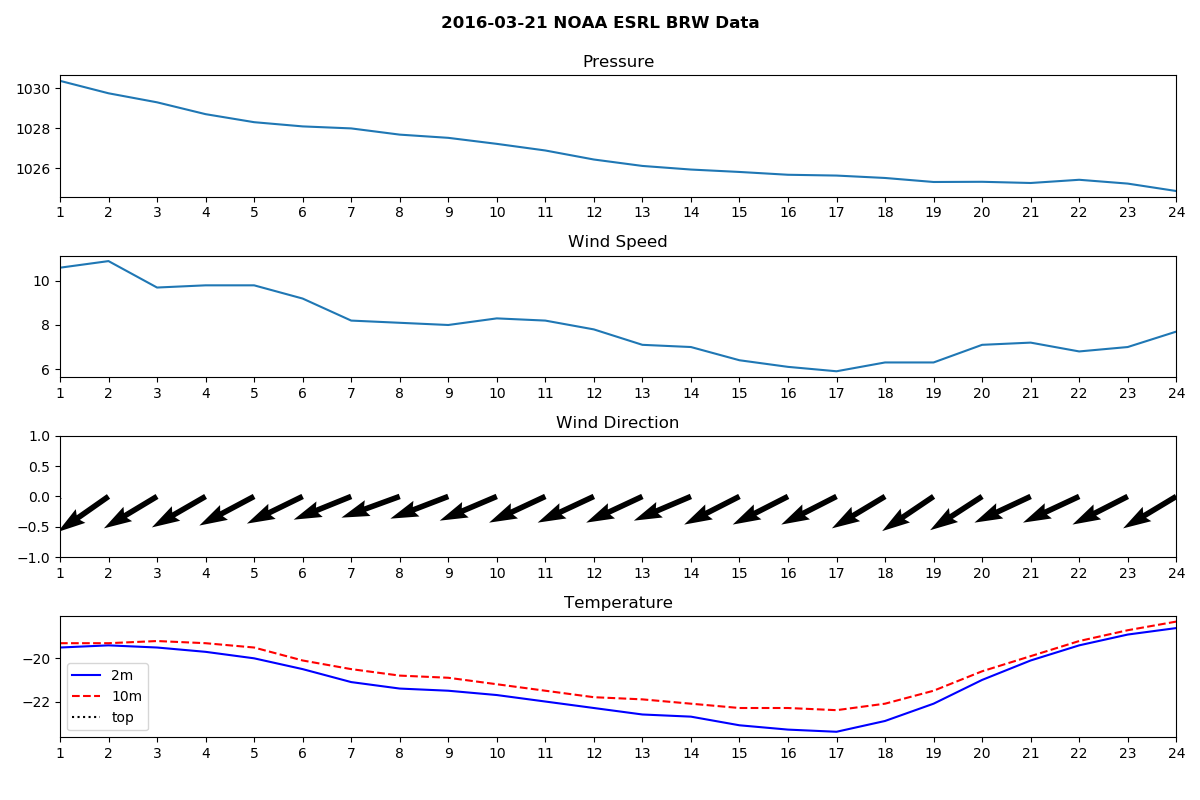 2016-03-21 NOAA ESRL BRW Data
Pressure
1030
1028
1026
1 2 3 4 5 6 7 8 9 10 11 12 13 14 15 16 17 18 19 20 21 22 23 24
Wind Speed
10
8
6
1 2 3 4 5 6 7 8 9 10 11 12 13 14 15 16 17 18 19 20 21 22 23 24
Wind Direction
1.0
0.5
0.0
−0.5
−1.0
1 2 3 4 5 6 7 8 9 10 11 12 13 14 15 16 17 18 19 20 21 22 23 24
Temperature
−20
−22
2m
10m
top
1 2 3 4 5 6 7 8 9 10 11 12 13 14 15 16 17 18 19 20 21 22 23 24